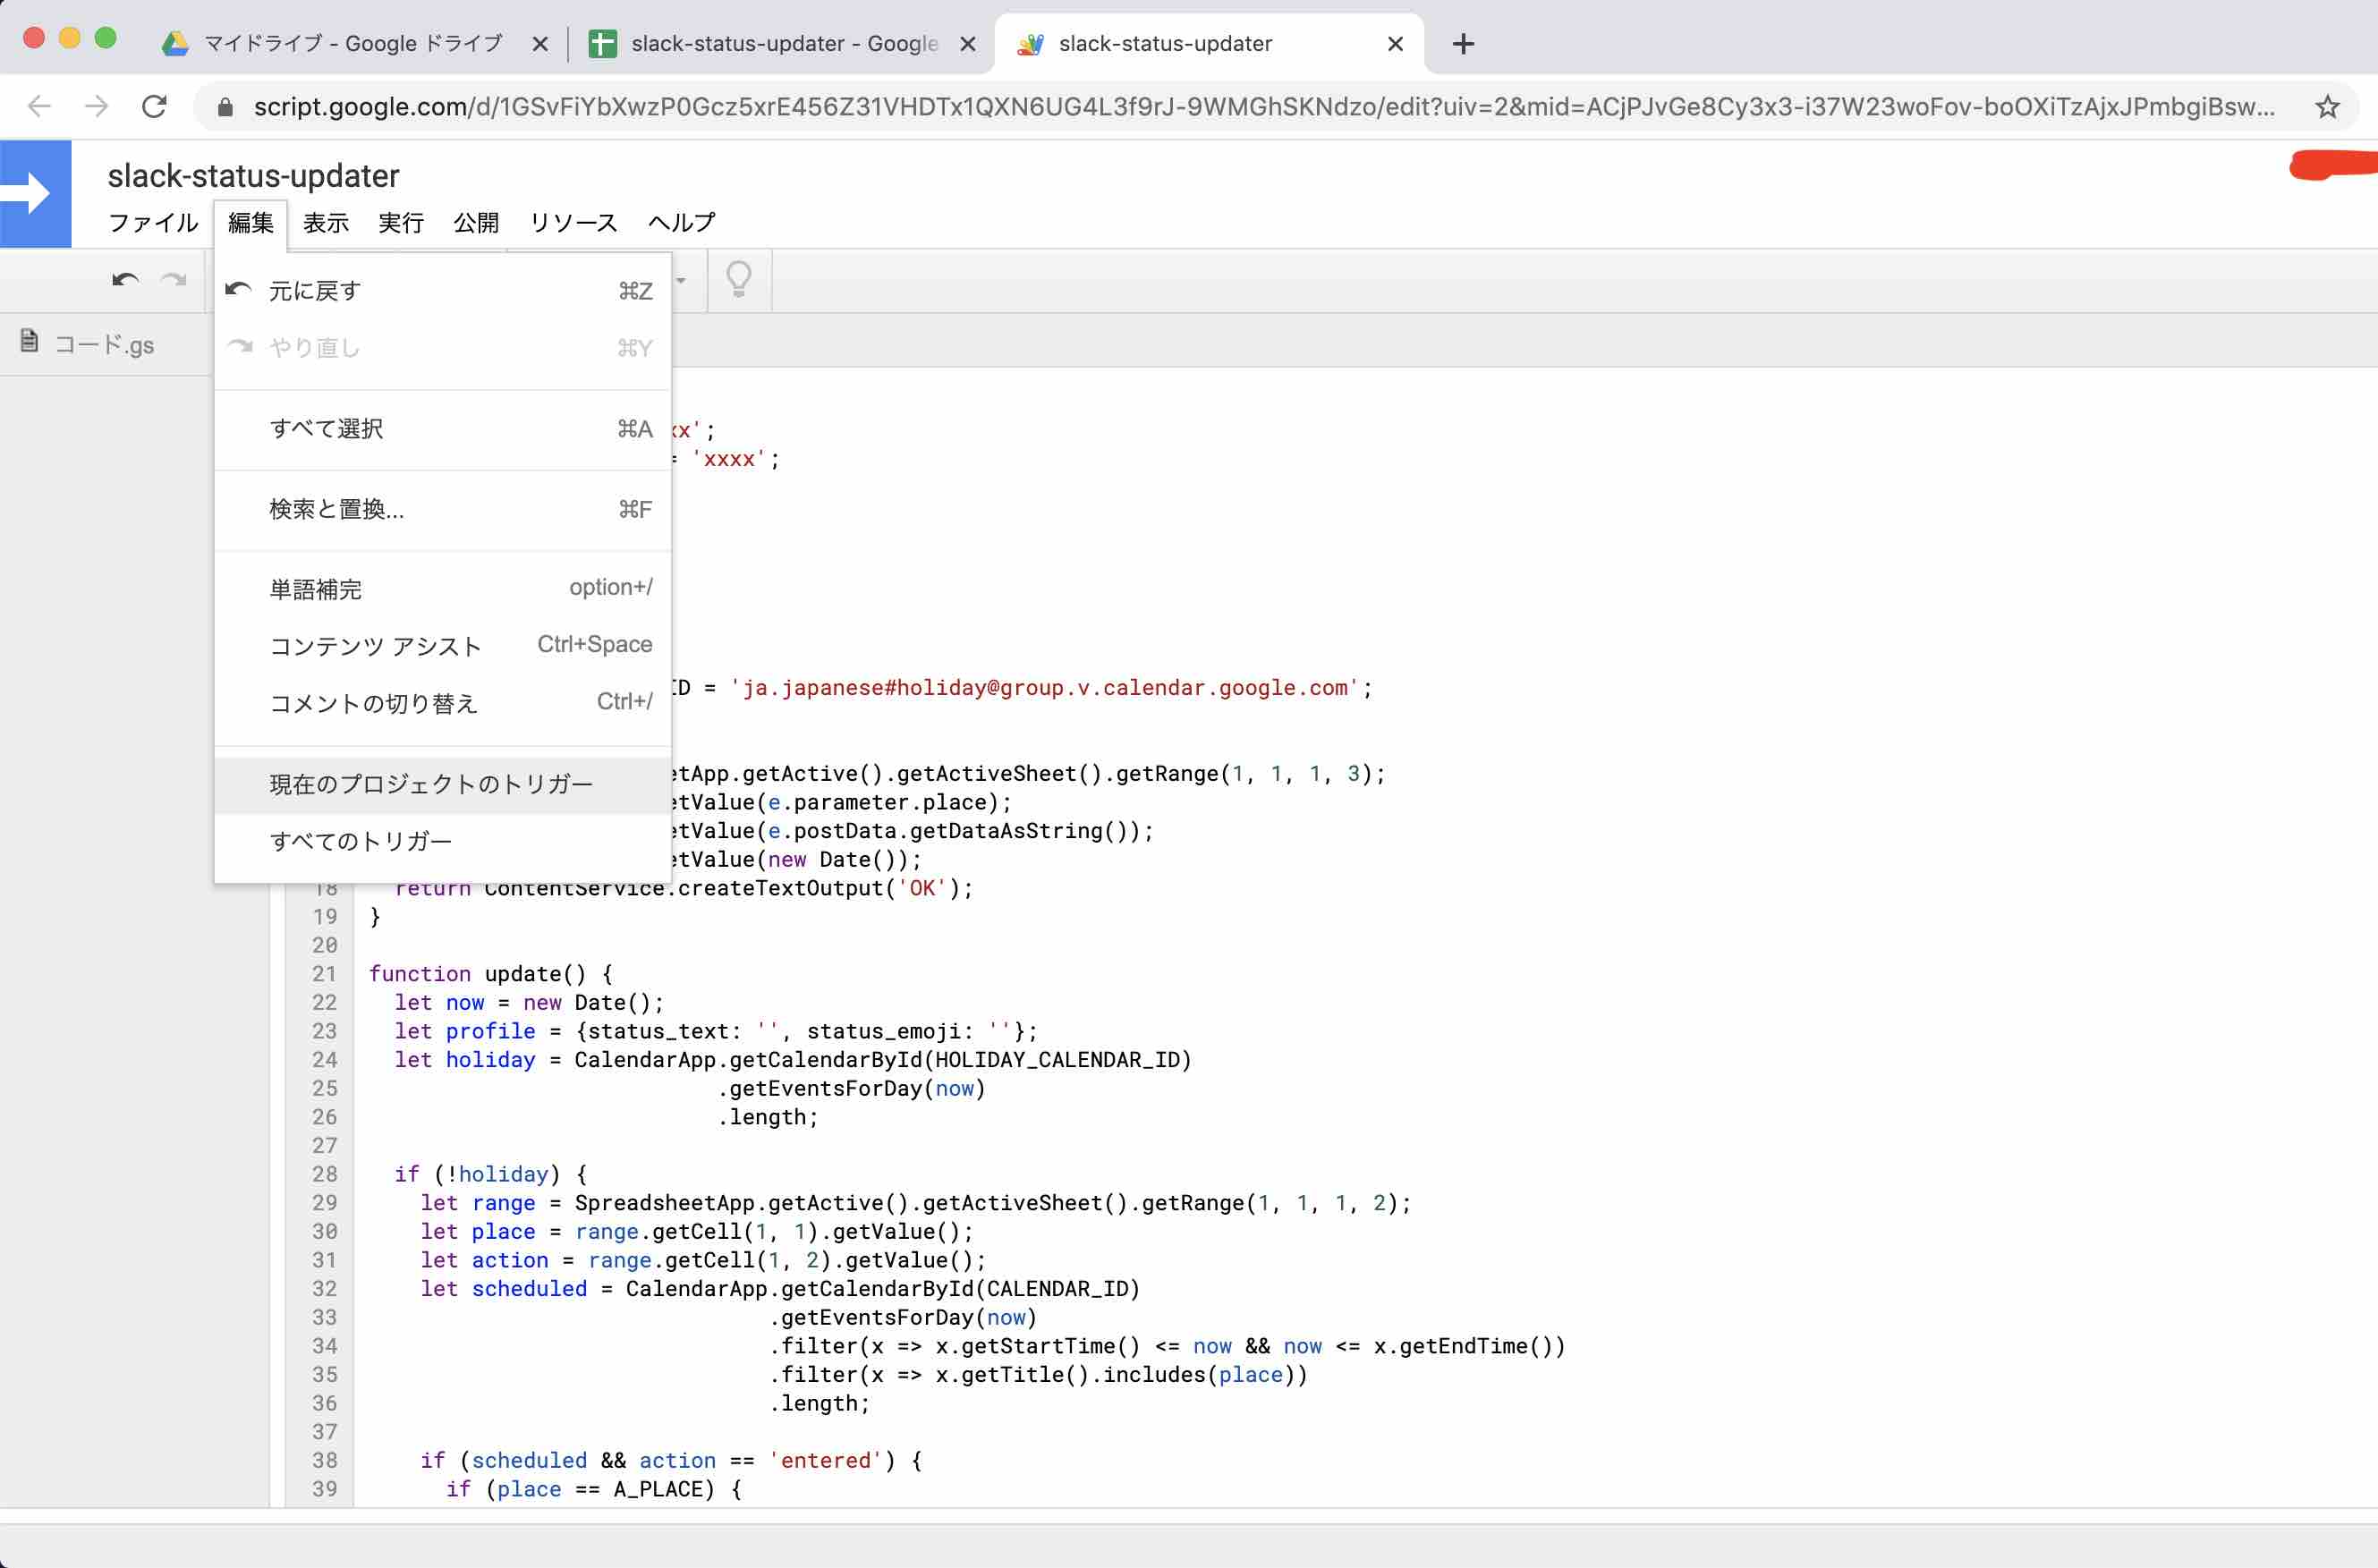 マイドライブ - Google ドライブ
slack-status-updater - Google
slack-status-updater
script.google.com/d/1GSvFiYbXwzP0Gcz5xrE456Z31VHDTx1QXN6UG4L3f9rJ-9WMGhSKNdzo/edit?uiv=2&mid=ACjPJvGe8Cy3x3-i37W23woFov-boOXiTzAjxJPmbgiBsw...
slack-status-updater
ファイル 編集 表示 実行 公開 リソース ヘルプ
元に戻す ⌘Z
やり直し ⌘Y
コード.gs
すべて選択 ⌘A
xx';
= 'xxxx';
検索と置換... ⌘F
単語補完 option+/
コンテンツ アシスト Ctrl+Space
コメントの切り替え Ctrl+/
ID = 'ja.japanese#holiday@group.v.calendar.google.com';
現在のプロジェクトのトリガー
すべてのトリガー
etApp.getActive().getActiveSheet().getRange(1, 1, 1, 3);
etValue(e.parameter.place);
etValue(e.postData.getDataAsString());
etValue(new Date());
18 return ContentService.createTextOutput('OK');
19 }
20
21 function update() {
22 let now = new Date();
23 let profile = {status_text: '', status_emoji: ''};
24 let holiday = CalendarApp.getCalendarById(HOLIDAY_CALENDAR_ID)
25 .getEventsForDay(now)
26 .length;
27
28 if (!holiday) {
29 let range = SpreadsheetApp.getActive().getActiveSheet().getRange(1, 1, 1, 2);
30 let place = range.getCell(1, 1).getValue();
31 let action = range.getCell(1, 2).getValue();
32 let scheduled = CalendarApp.getCalendarById(CALENDAR_ID)
33 .getEventsForDay(now)
34 .filter(x => x.getStartTime() <= now && now <= x.getEndTime())
35 .filter(x => x.getTitle().includes(place))
36 .length;
37
38 if (scheduled && action == 'entered') {
39 if (place == A_PLACE) {